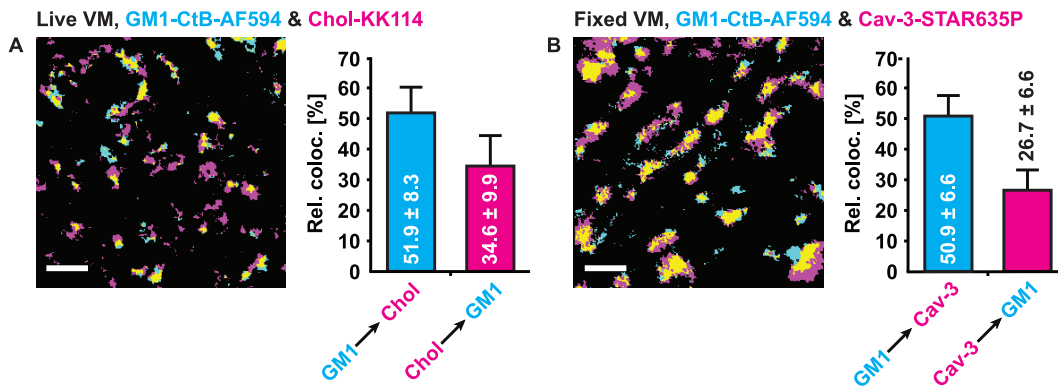 Live VM, GM1-CtB-AF594 & Chol-KK114
A
Rel. coloc. [%]
70
60
50
40
30
20
10
0
51.9 ± 8.3
34.6 ± 9.9
GM1 → Chol
Chol → GM1
Fixed VM, GM1-CtB-AF594 & Cav-3-STAR635P
B
Rel. coloc. [%]
70
60
50
40
30
20
10
0
50.9 ± 6.6
26.7 ± 6.6
GM1 → Cav-3
Cav-3 → GM1